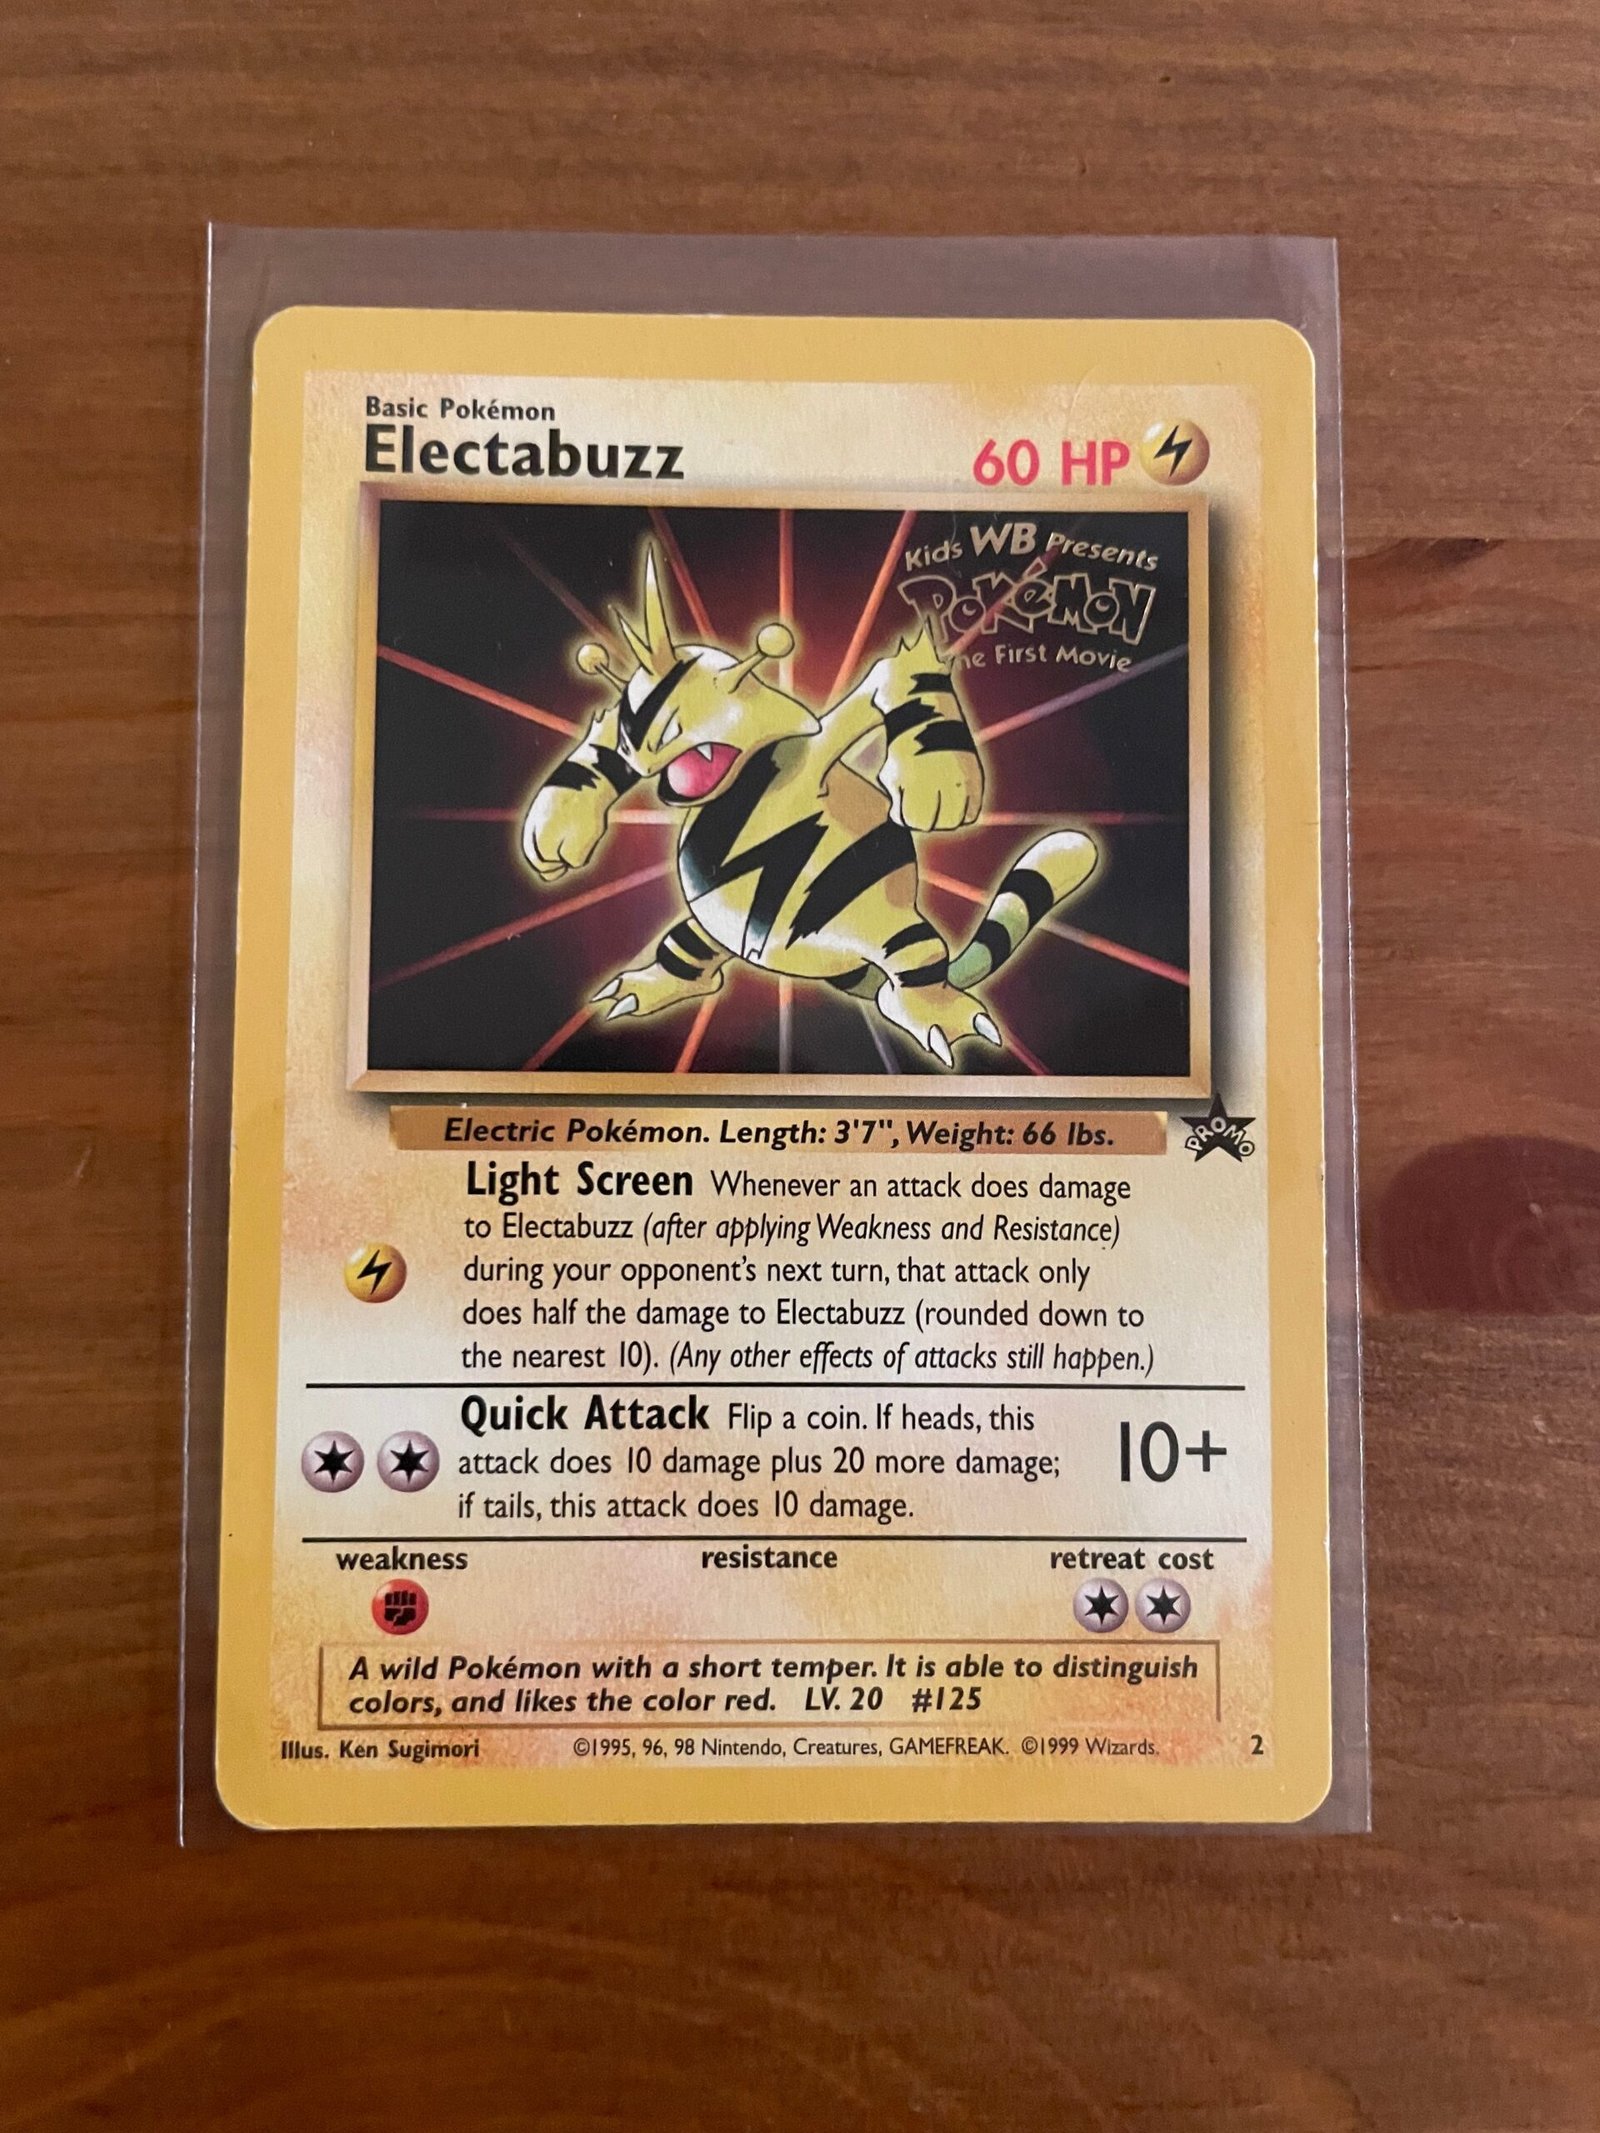 Basic Pokémon
Electabuzz
60 HP
Kids WB Presents
POKéMON
The First Movie
Electric Pokémon. Length: 3'7", Weight: 66 lbs.
PROMO
Light Screen Whenever an attack does damage
to Electabuzz (after applying Weakness and Resistance)
during your opponent's next turn, that attack only
does half the damage to Electabuzz (rounded down to
the nearest 10). (Any other effects of attacks still happen.)
Quick Attack Flip a coin. If heads, this
attack does 10 damage plus 20 more damage;
if tails, this attack does 10 damage.
10+
weakness resistance retreat cost
A wild Pokémon with a short temper. It is able to distinguish
colors, and likes the color red. LV. 20 #125
Illus. Ken Sugimori ©1995, 96, 98 Nintendo, Creatures, GAMEFREAK. ©1999 Wizards. 2